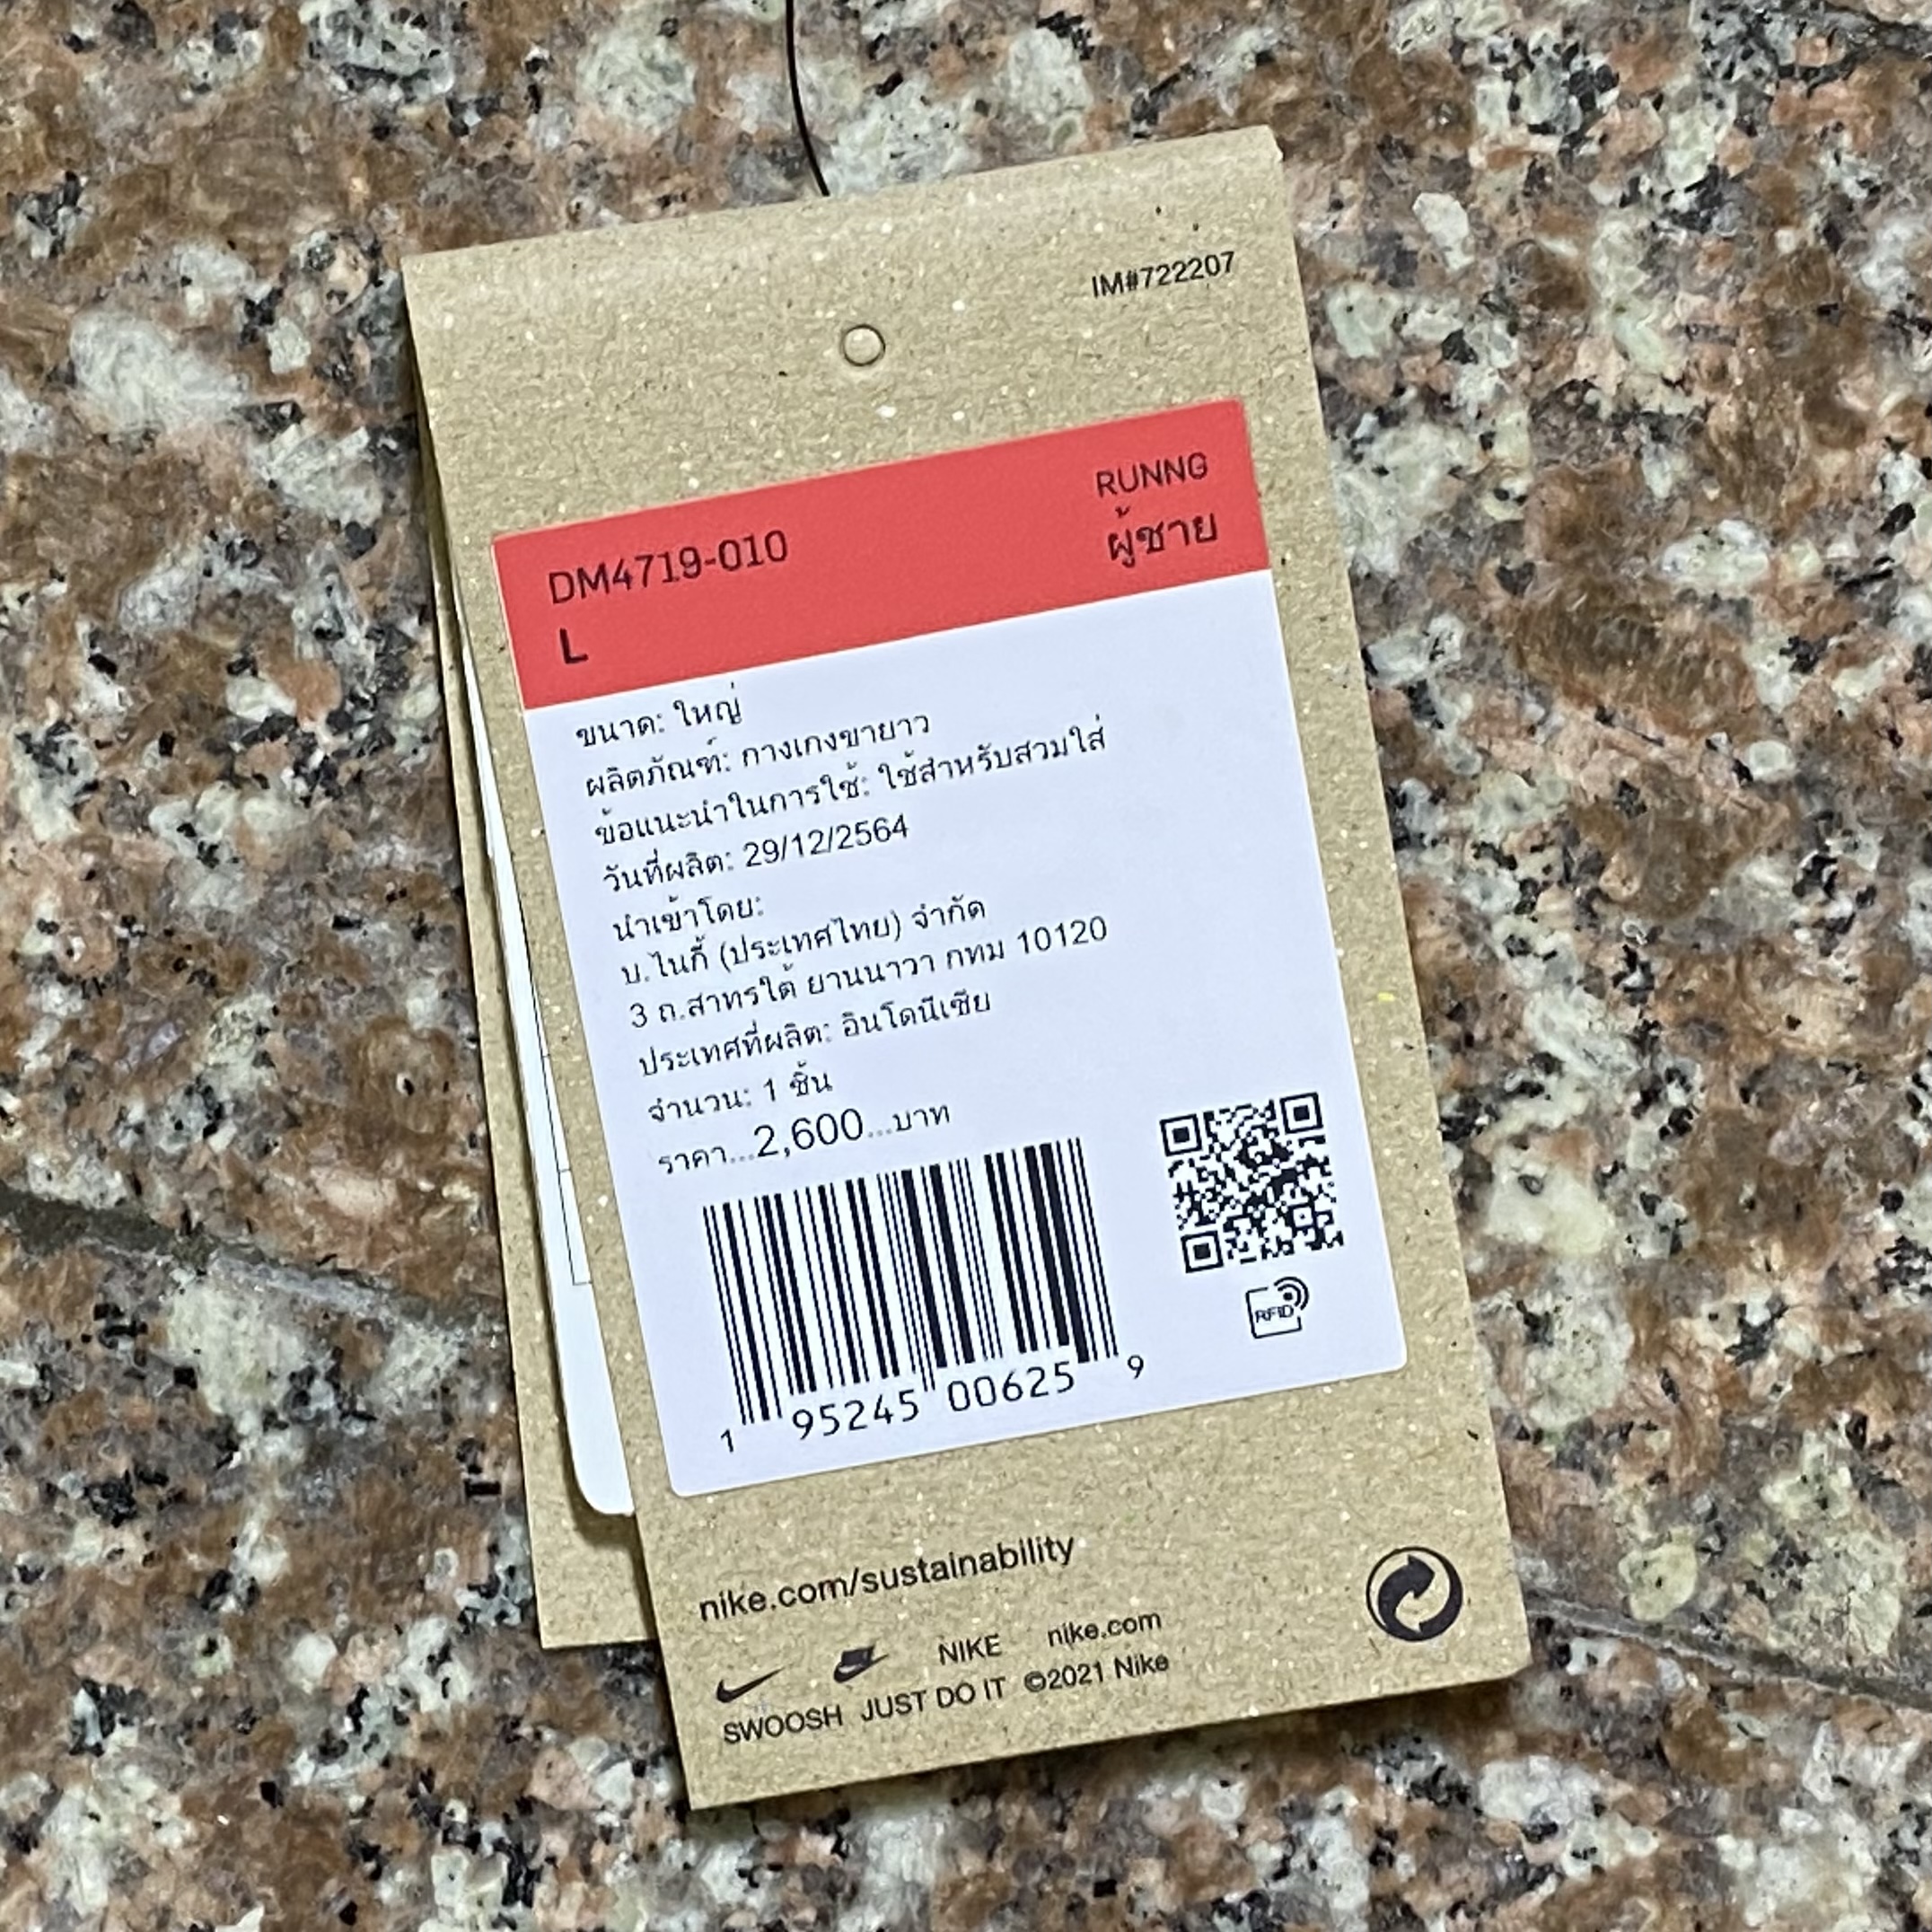 IM#722207
DM4719-010 RUNNG
L ผู้ชาย
ขนาด: ใหญ่
ผลิตภัณฑ์: กางเกงขายาว
ข้อแนะนำในการใช้: ใช้สำหรับสวมใส่
วันที่ผลิต: 29/12/2564
นำเข้าโดย:
บ.ไนกี้ (ประเทศไทย) จำกัด
3 ถ.สาทรใต้ ยานนาวา กทม 10120
ประเทศที่ผลิต: อินโดนีเซีย
จำนวน: 1 ชิ้น
ราคา...2,600...บาท
RFID
1 95245 00625 9
nike.com/sustainability
NIKE nike.com
SWOOSH JUST DO IT ©2021 Nike